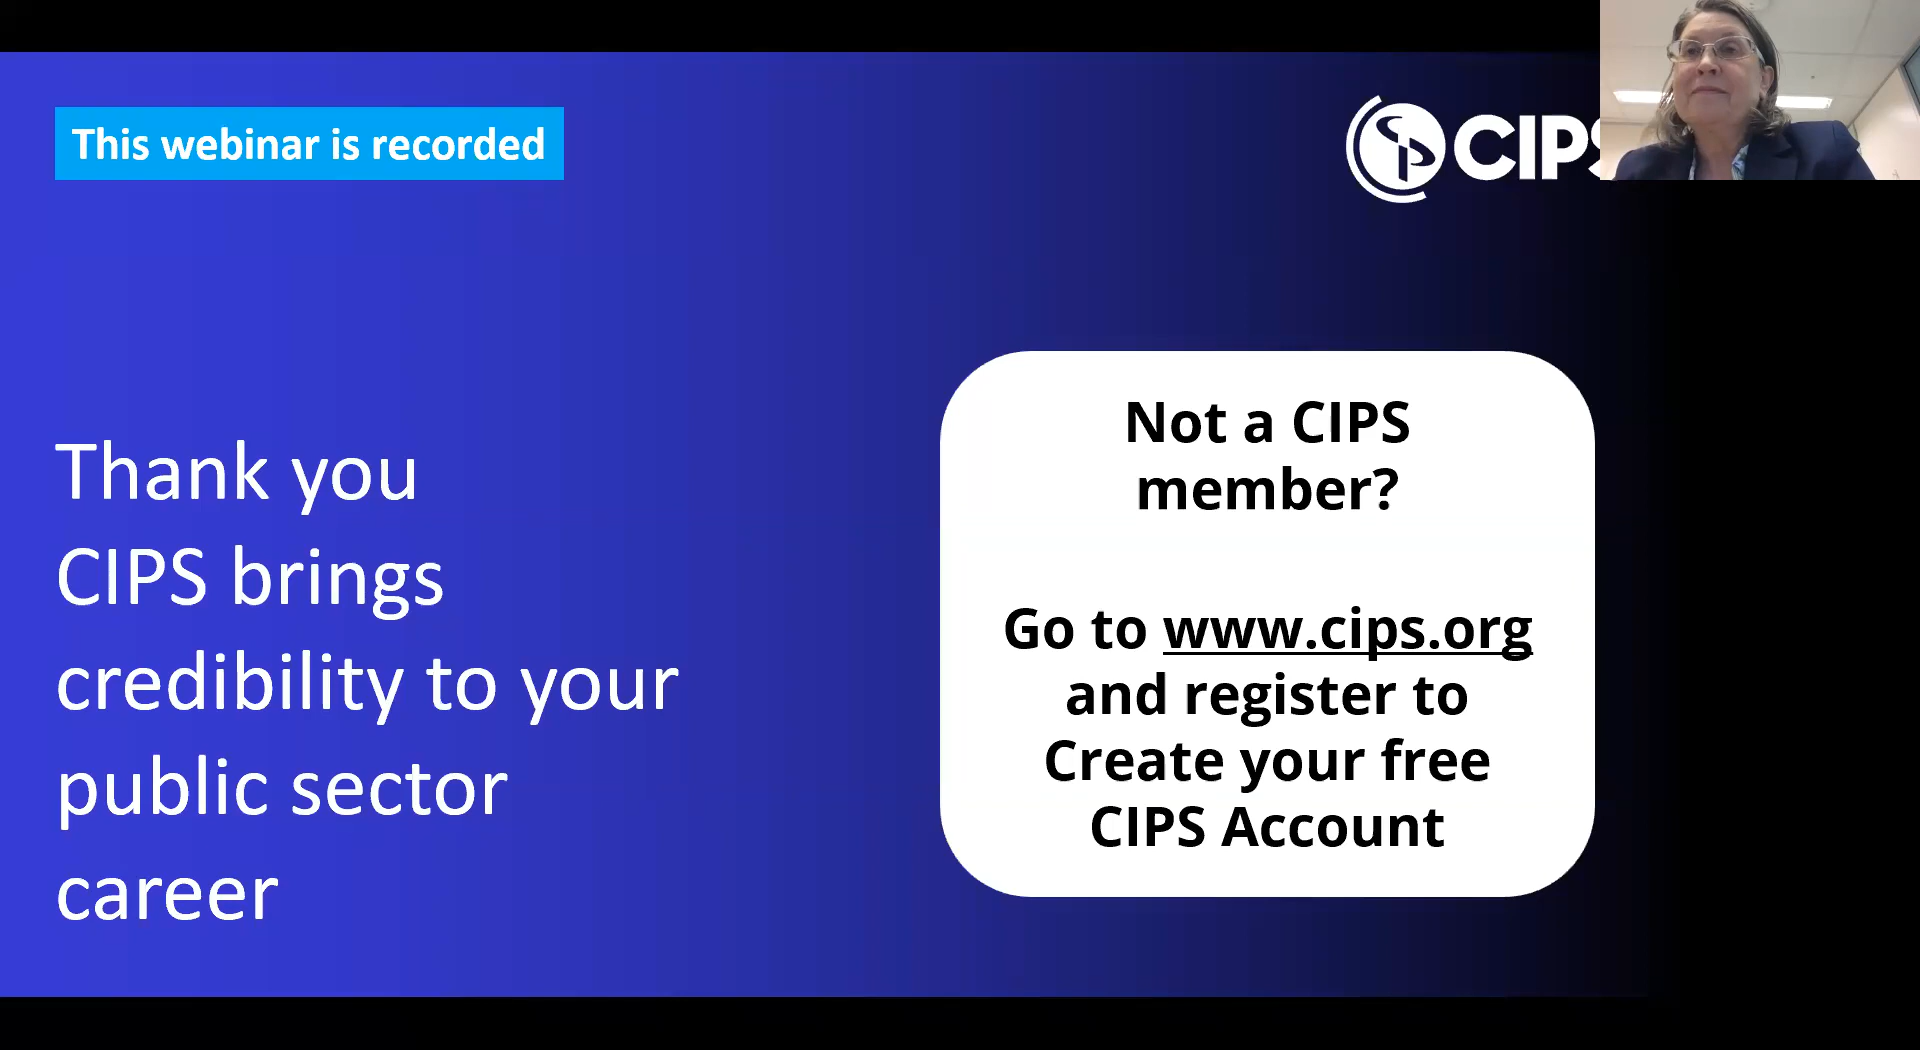 This webinar is recorded
CIPS
Thank you
CIPS brings
credibility to your
public sector
career
Not a CIPS
member?
Go to www.cips.org
and register to
Create your free
CIPS Account